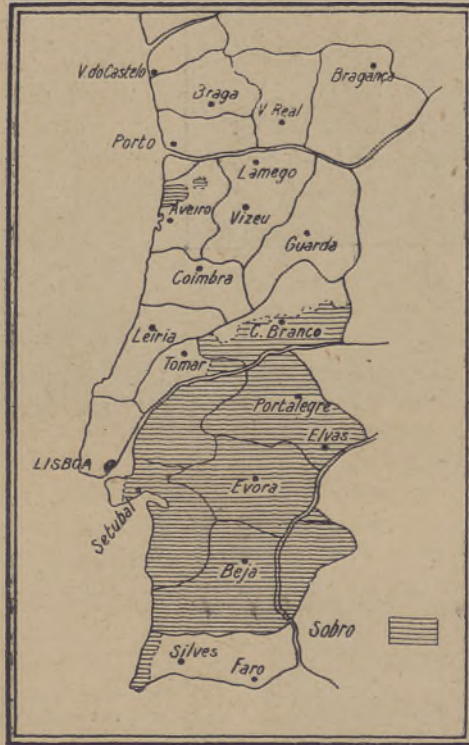 V. do Castelo
Bragança
Braga
V. Real
Porto
Lamego
Aveiro
Vizeu
Guarda
Coimbra
Leiria
C. Branco
Tomar
Portalegre
Elvas
LISBOA
Evora
Setubal
Beja
Sobro
Silves
Faro